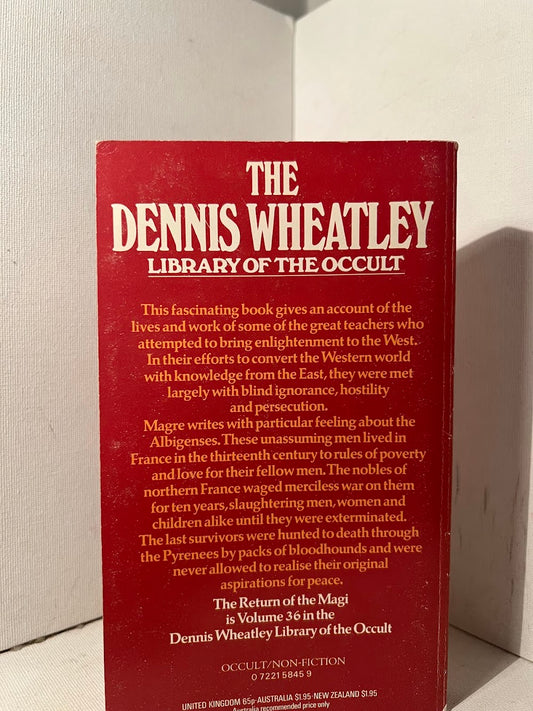 THE
DENNIS WHEATLEY
LIBRARY OF THE OCCULT
This fascinating book gives an account of the
lives and work of some of the great teachers who
attempted to bring enlightenment to the West.
In their efforts to convert the Western world
with knowledge from the East, they were met
largely with blind ignorance, hostility
and persecution.
Magre writes with particular feeling about the
Albigenses. These unassuming men lived in
France in the thirteenth century to rules of poverty
and love for their fellow men. The nobles of
northern France waged merciless war on them
for ten years, slaughtering men, women and
children alike until they were exterminated.
The last survivors were hunted to death through
the Pyrenees by packs of bloodhounds and were
never allowed to realise their original
aspirations for peace.
The Return of the Magi
is Volume 36 in the
Dennis Wheatley Library of the Occult
OCCULT/NON-FICTION
0 7221 5845 9
UNITED KINGDOM 65p·AUSTRALIA $1.95·NEW ZEALAND $1.95
Australia recommended price only